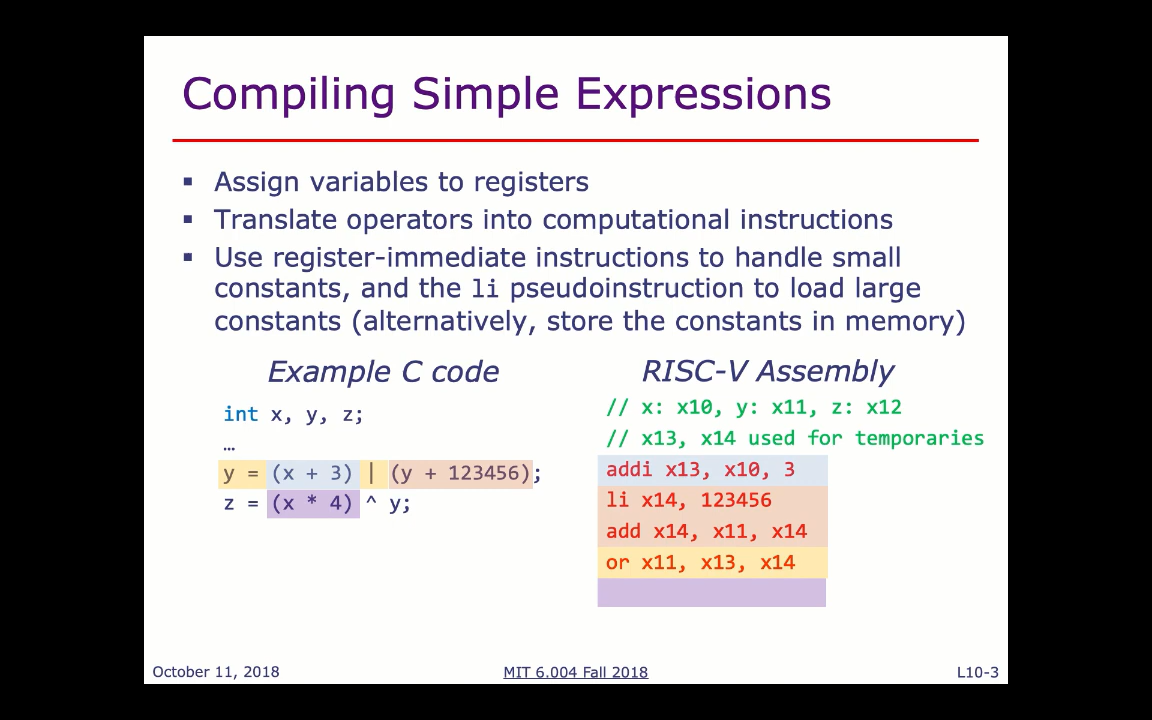 Compiling Simple Expressions
▪ Assign variables to registers
▪ Translate operators into computational instructions
▪ Use register-immediate instructions to handle small
constants, and the li pseudoinstruction to load large
constants (alternatively, store the constants in memory)
Example C code
int x, y, z;
…
y = (x + 3) | (y + 123456);
z = (x * 4) ^ y;
RISC-V Assembly
// x: x10, y: x11, z: x12
// x13, x14 used for temporaries
addi x13, x10, 3
li x14, 123456
add x14, x11, x14
or x11, x13, x14
October 11, 2018
MIT 6.004 Fall 2018
L10-3